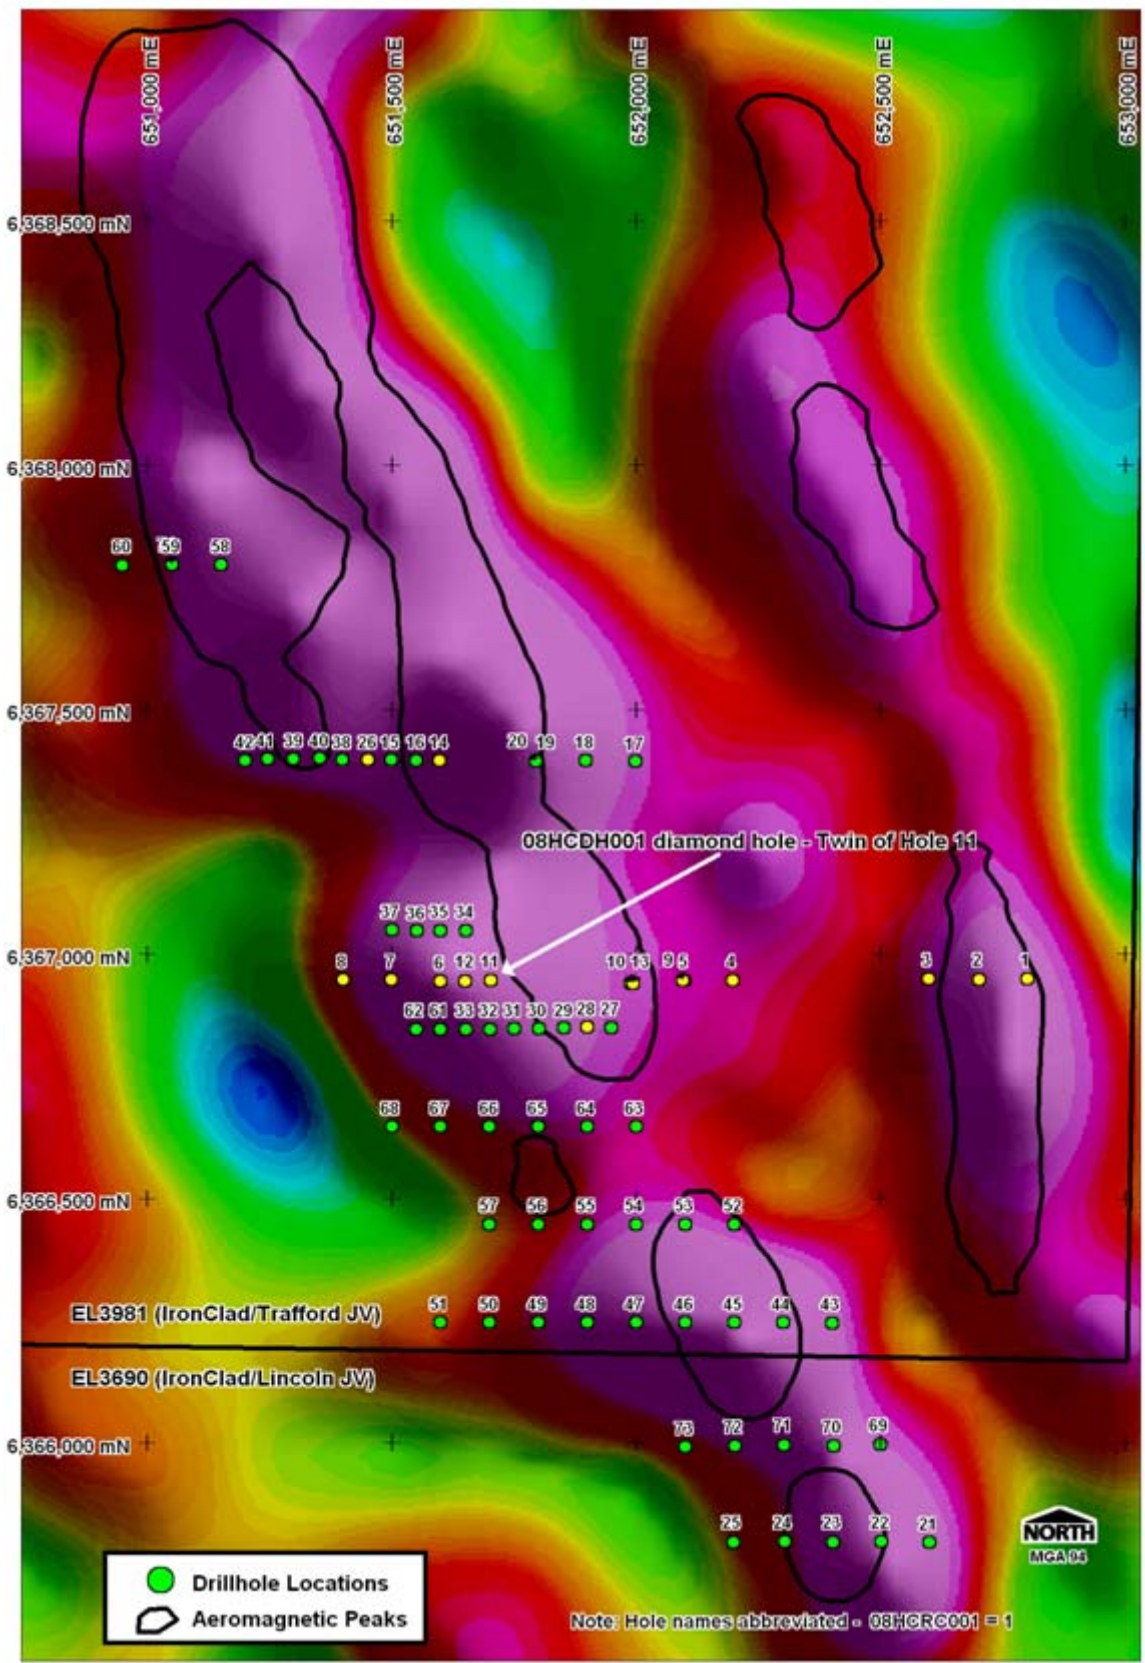 651,000 mE
651,500 mE
652,000 mE
652,500 mE
653,000 mE
6,368,500 mN
6,368,000 mN
60 59 58
6,367,500 mN
42 41 39 40 38 26 15 16 14 20 19 18 17
08HCDH001 diamond hole - Twin of Hole 11
37 36 35 34
6,367,000 mN
8 7 6 12 11 10 13 9 5 4 3 2 1
62 61 33 32 31 30 29 28 27
68 67 66 65 64 63
6,366,500 mN
57 56 55 54 53 52
EL3981 (IronClad/Trafford JV)
51 50 49 48 47 46 45 44 43
EL3690 (IronClad/Lincoln JV)
6,366,000 mN
73 72 71 70 69
25 24 23 22 21
NORTH
MGA 94
Drillhole Locations
Aeromagnetic Peaks
Note: Hole names abbreviated - 08HCRC001 = 1